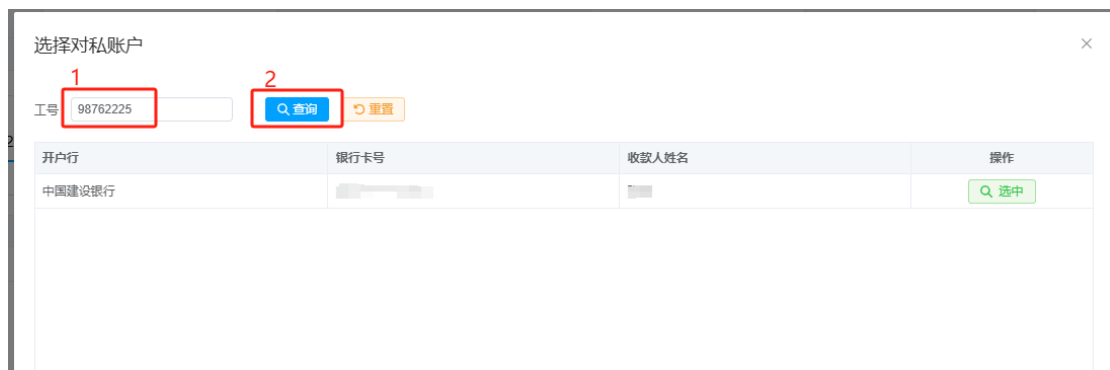 选择对私账户
1
2
工号 98762225 查询 重置
2
开户行 银行卡号 收款人姓名 操作
中国建设银行 选中